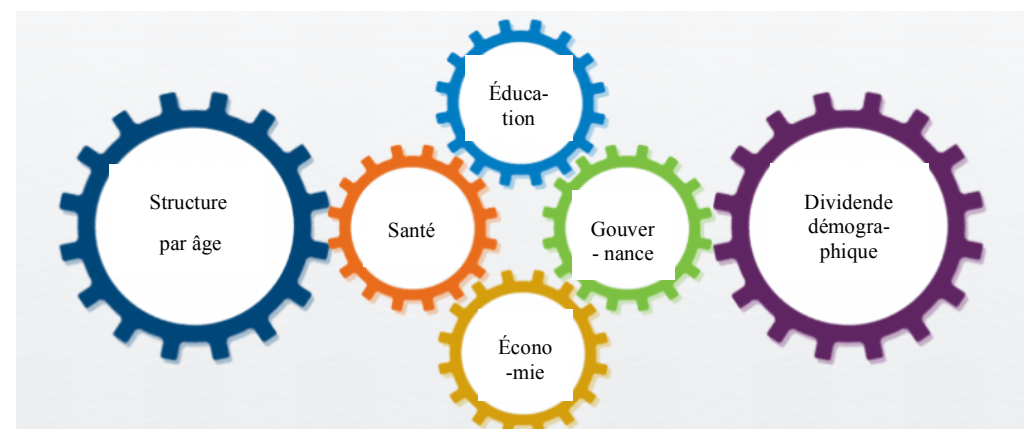 Structure
par âge
Santé
Éduca-
tion
Écono
-mie
Gouver
- nance
Dividende
démogra-
phique